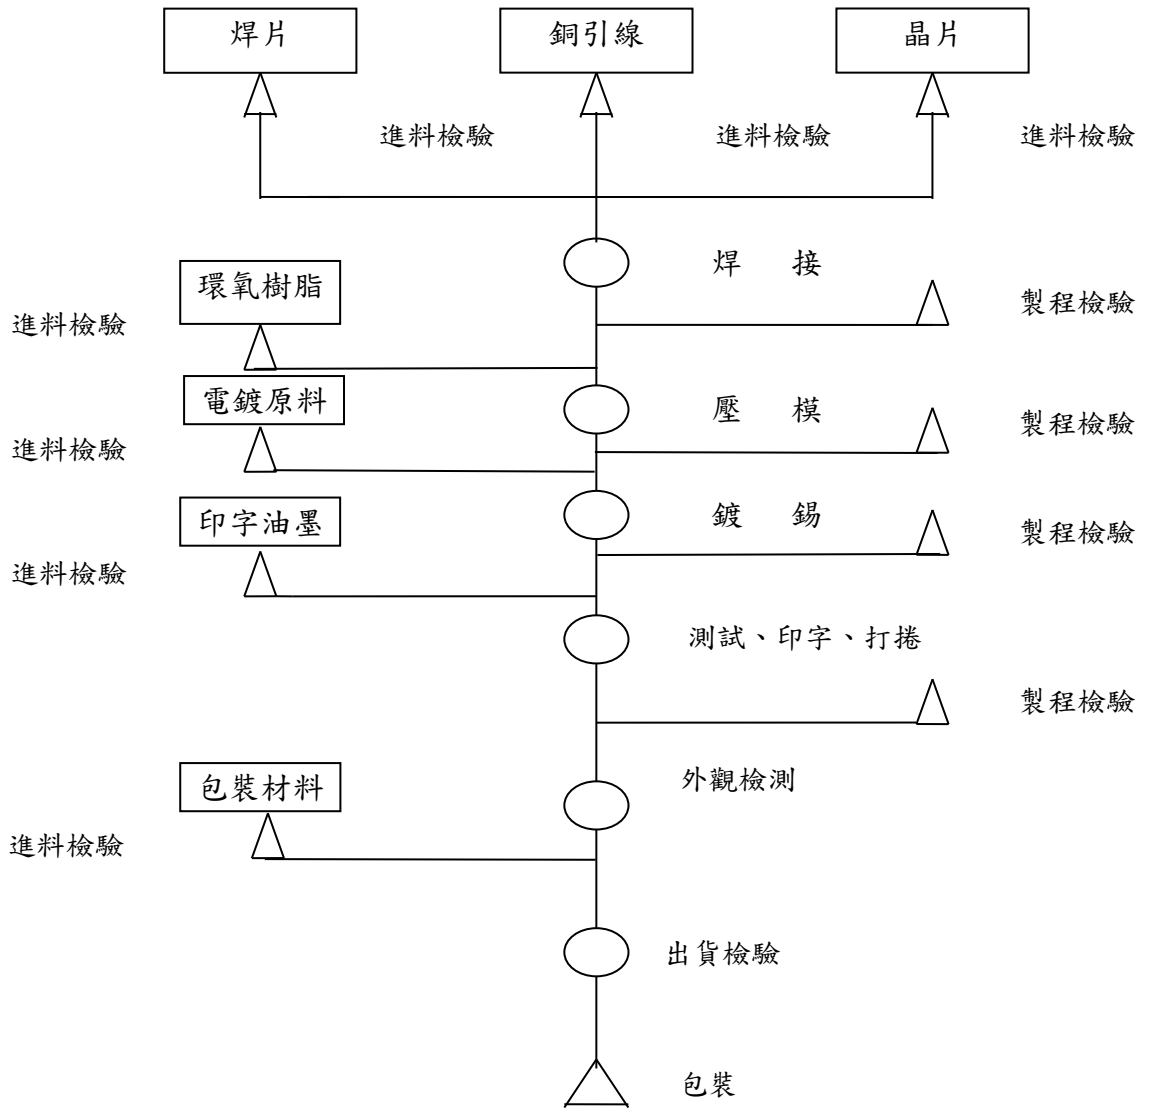 焊片
銅引線
晶片
進料檢驗
進料檢驗
進料檢驗
焊 接
環氧樹脂
製程檢驗
進料檢驗
電鍍原料
壓 模
製程檢驗
進料檢驗
印字油墨
鍍 錫
製程檢驗
進料檢驗
測試、印字、打捲
製程檢驗
外觀檢測
包裝材料
進料檢驗
出貨檢驗
包裝